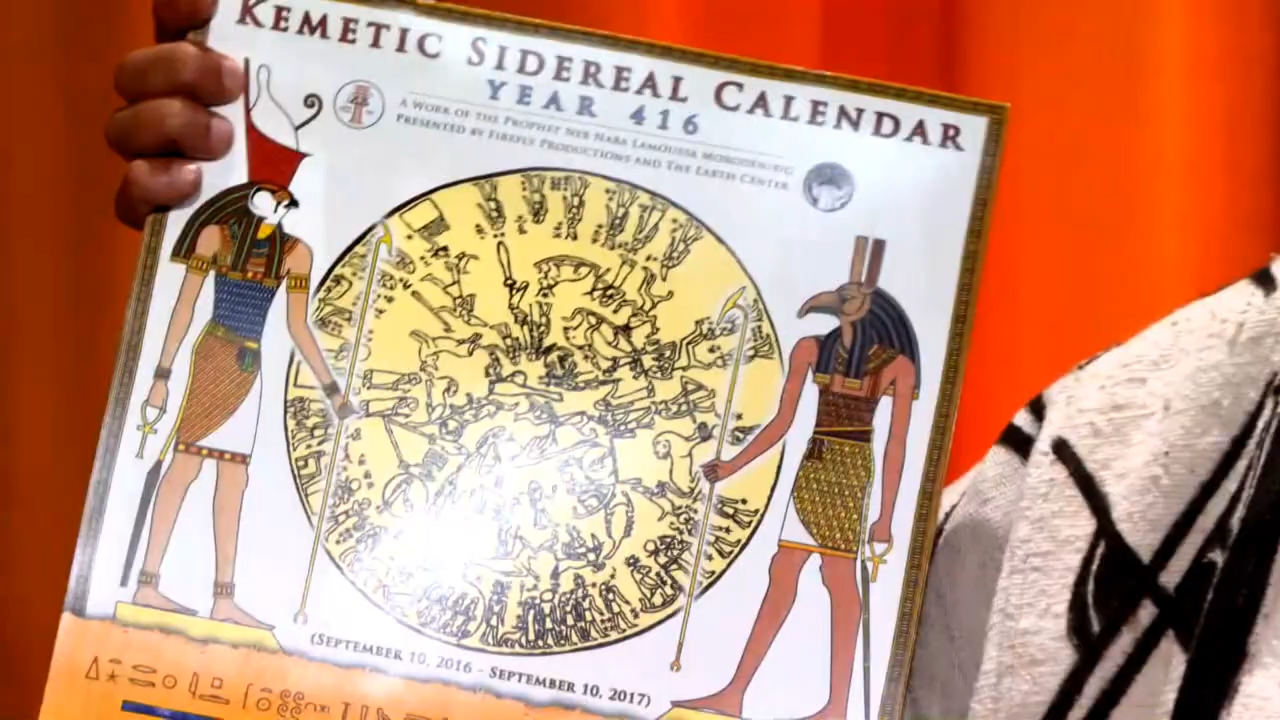 KEMETIC SIDEREAL CALENDAR
YEAR 416
A WORK OF THE PROPHET NEB NABA LAMOUSSA MORODENIBIG
PRESENTED BY FIREFLY PRODUCTIONS AND THE EARTH CENTER
(SEPTEMBER 10, 2016 - SEPTEMBER 10, 2017)